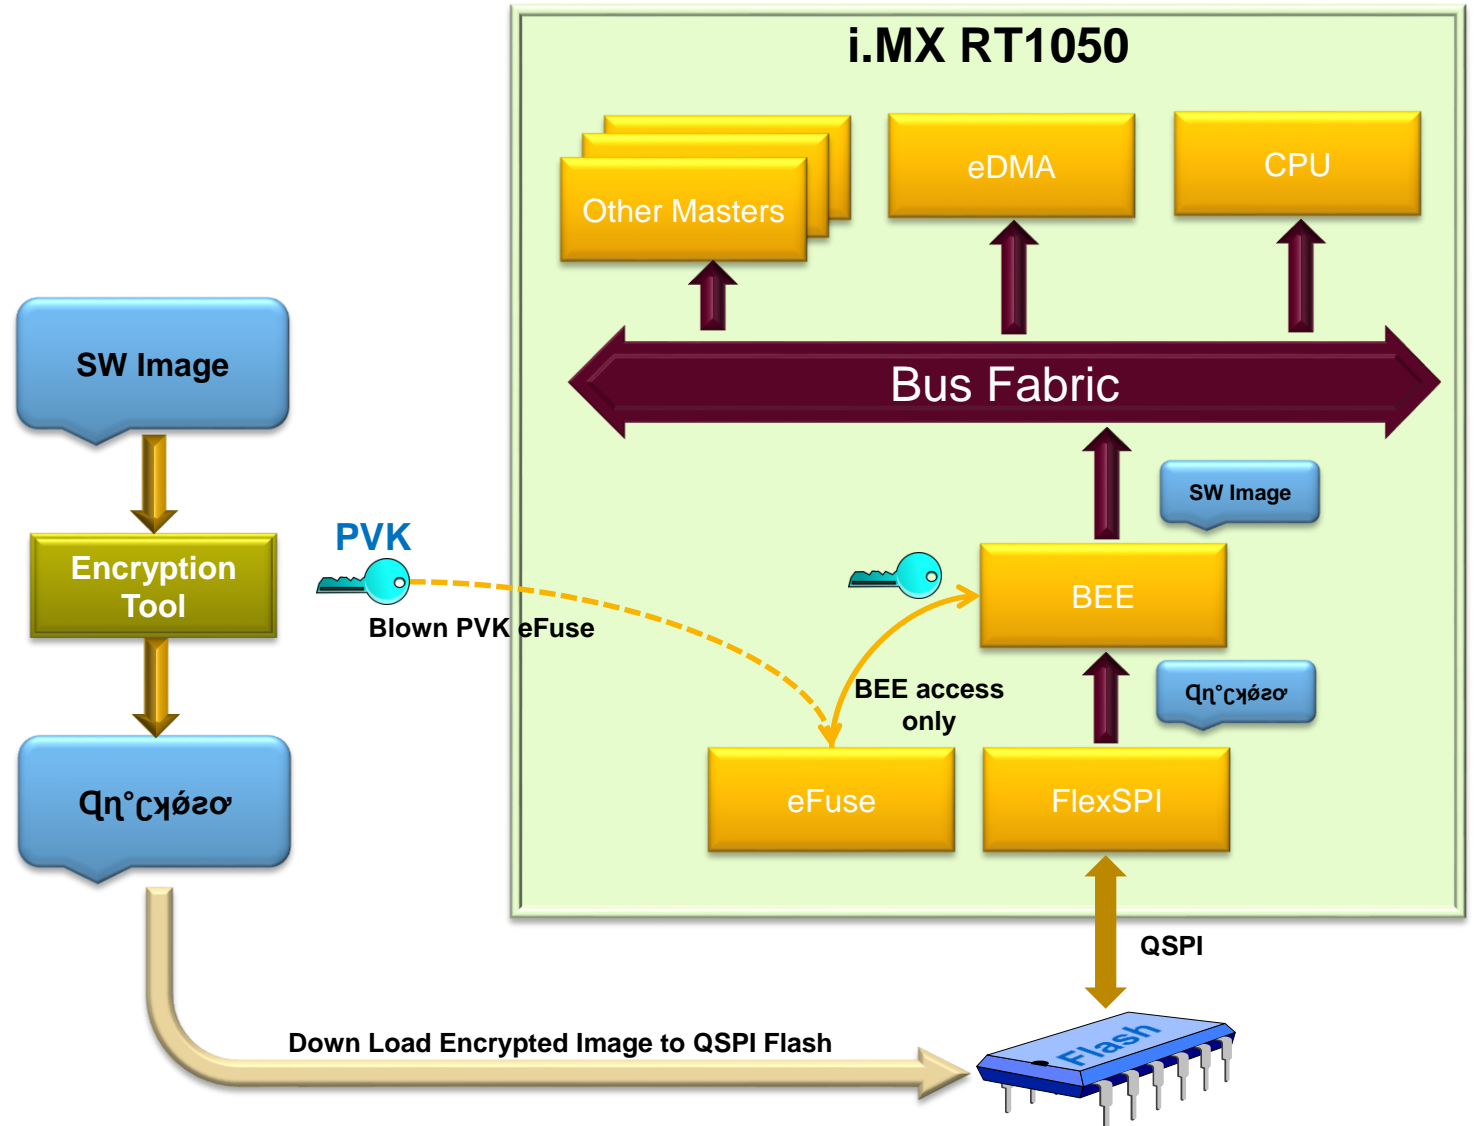 i.MX RT1050
Other Masters
eDMA
CPU
Bus Fabric
SW Image
SW Image
Encryption
Tool
PVK
Blown PVK eFuse
BEE
BEE access
only
eFuse
FlexSPI
QSPI
Down Load Encrypted Image to QSPI Flash
Flash